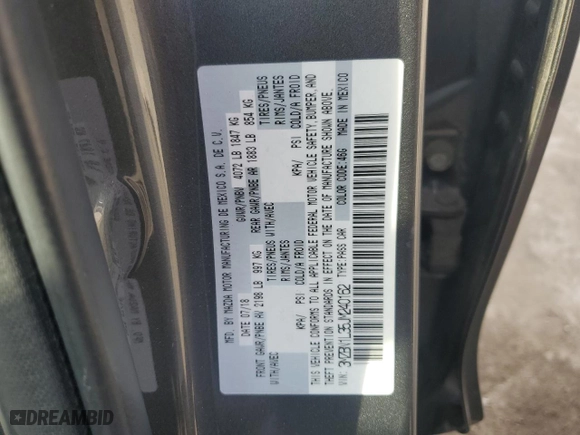 MFD. BY MAZDA MOTOR MANUFACTURING DE MEXICO S.A. DE C.V.
DATE 07/18 GVWR/PNBV 4072 LB 1847 KG
FRONT GAWR/PNBE AV 2198 LB 997 KG REAR GAWR/PNBE AR 1883 LB 854 KG
WITH/AVEC TIRES/PNEUS WITH/AVEC TIRES/PNEUS
RIMS/JANTES RIMS/JANTES
KPA/ PSI COLD/A FROID KPA/ PSI COLD/A FROID
THIS VEHICLE CONFORMS TO ALL APPLICABLE FEDERAL MOTOR VEHICLE SAFETY, BUMPER, AND
THEFT PREVENTION STANDARDS IN EFFECT ON THE DATE OF MANUFACTURE SHOWN ABOVE.
VIN: 3MZBN1L35JM240162 TYPE:PASS CAR COLOR CODE:46G MADE IN MEXICO
DREAMBID